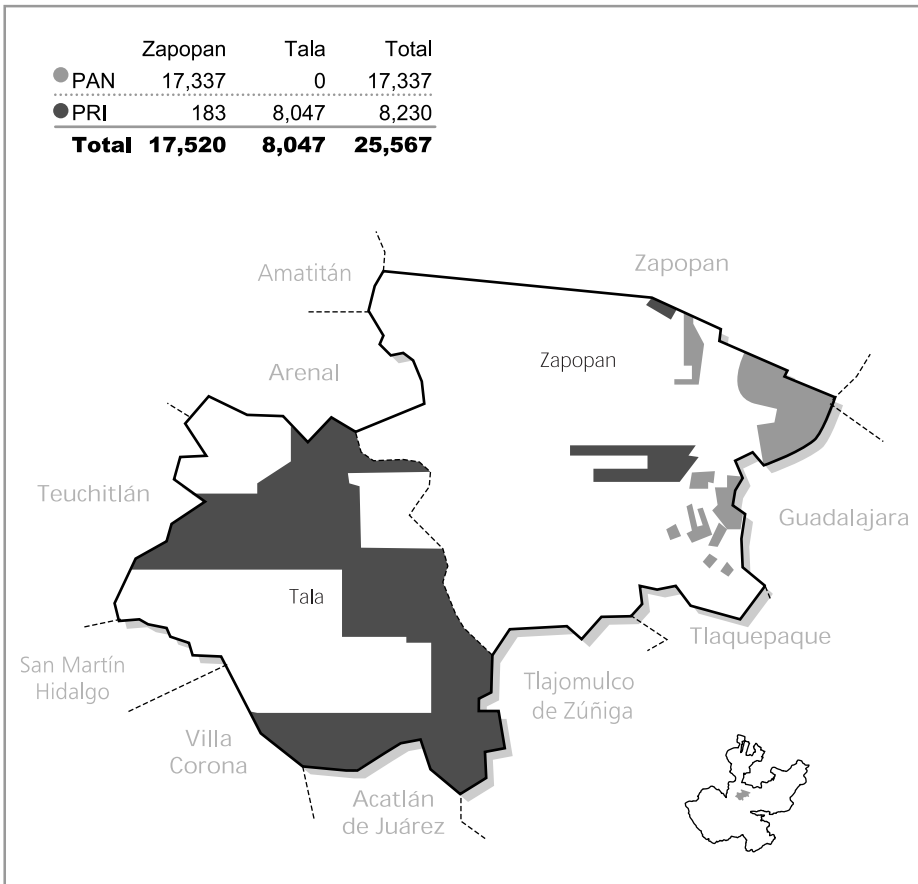 Zapopan Tala Total
PAN 17,337 0 17,337
PRI 183 8,047 8,230
Total 17,520 8,047 25,567
Amatitán
Zapopan
Zapopan
Arenal
Teuchitlán
Guadalajara
Tala
Tlaquepaque
San Martín
Hidalgo
Tlajomulco
de Zúñiga
Villa
Corona
Acatlán
de Juárez